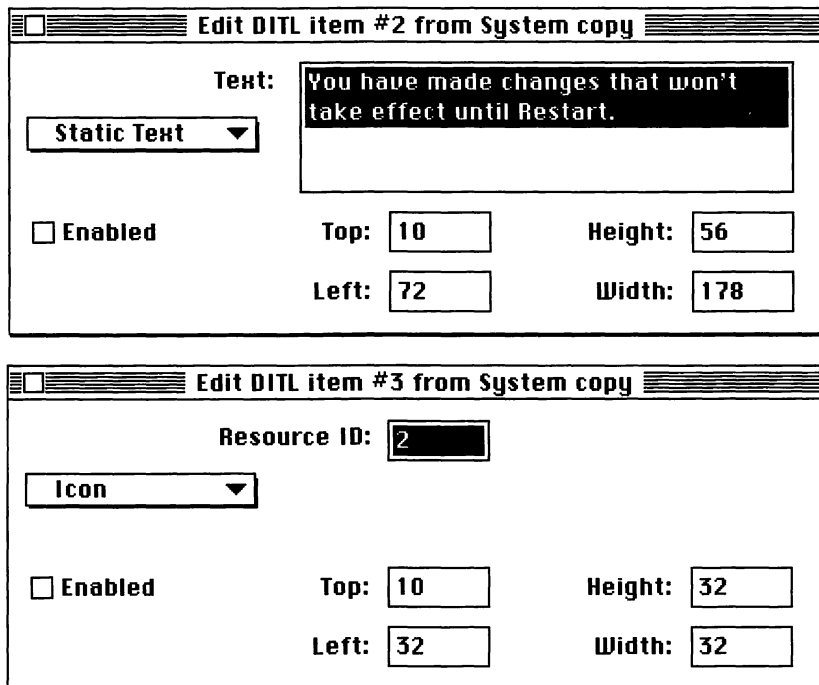 Edit DITL item #2 from System copy
Text:
You have made changes that won't
take effect until Restart.
Static Text
Enabled
Top: 10
Height: 56
Left: 72
Width: 178
Edit DITL item #3 from System copy
Resource ID: 2
Icon
Enabled
Top: 10
Height: 32
Left: 32
Width: 32